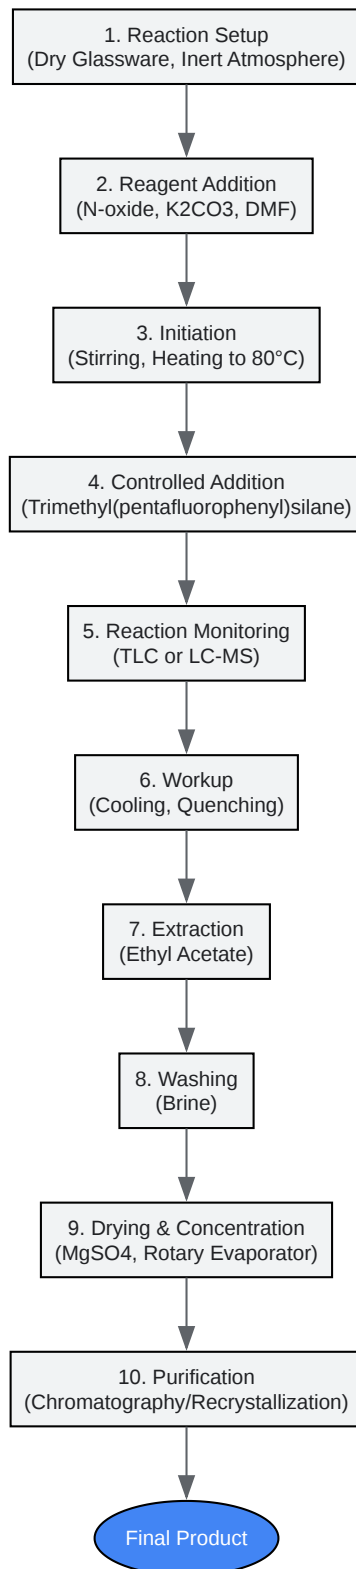 1. Reaction Setup
(Dry Glassware, Inert Atmosphere)
2. Reagent Addition
(N-oxide, K2CO3, DMF)
3. Initiation
(Stirring, Heating to 80°C)
4. Controlled Addition
(Trimethyl(pentafluorophenyl)silane)
5. Reaction Monitoring
(TLC or LC-MS)
6. Workup
(Cooling, Quenching)
7. Extraction
(Ethyl Acetate)
8. Washing
(Brine)
9. Drying & Concentration
(MgSO4, Rotary Evaporator)
10. Purification
(Chromatography/Recrystallization)
Final Product